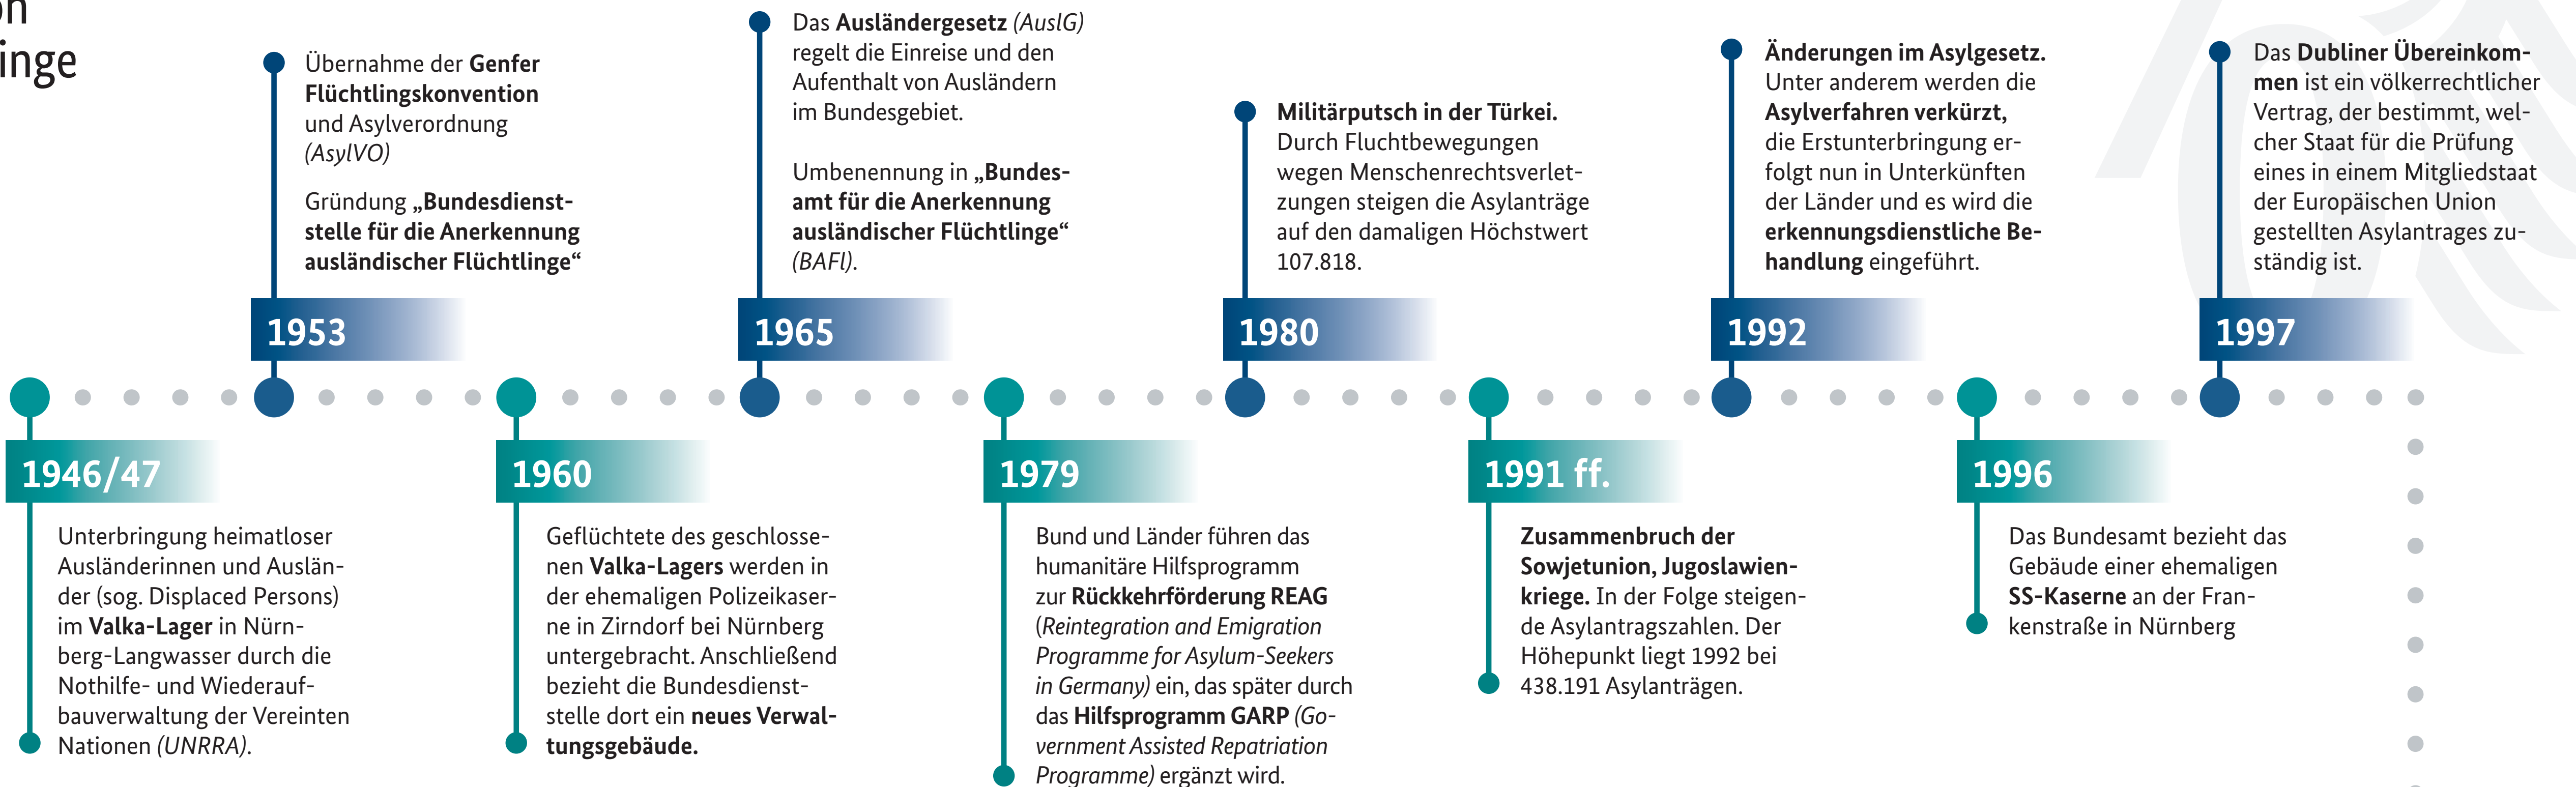 on
inge
Übernahme der Genfer
Flüchtlingskonvention
und Asylverordnung
(AsylVO)
Gründung „Bundesdienst-
stelle für die Anerkennung
ausländischer Flüchtlinge“
1953
Das Ausländergesetz (AuslG)
regelt die Einreise und den
Aufenthalt von Ausländern
im Bundesgebiet.
Umbenennung in „Bundes-
amt für die Anerkennung
ausländischer Flüchtlinge“
(BAFl).
1965
Militärputsch in der Türkei.
Durch Fluchtbewegungen
wegen Menschenrechtsverlet-
zungen steigen die Asylanträge
auf den damaligen Höchstwert
107.818.
1980
Änderungen im Asylgesetz.
Unter anderem werden die
Asylverfahren verkürzt,
die Erstunterbringung er-
folgt nun in Unterkünften
der Länder und es wird die
erkennungsdienstliche Be-
handlung eingeführt.
1992
Das Dubliner Übereinkom-
men ist ein völkerrechtlicher
Vertrag, der bestimmt, wel-
cher Staat für die Prüfung
eines in einem Mitgliedstaat
der Europäischen Union
gestellten Asylantrages zu-
ständig ist.
1997
1946/47
Unterbringung heimatloser
Ausländerinnen und Auslän-
der (sog. Displaced Persons)
im Valka-Lager in Nürn-
berg-Langwasser durch die
Nothilfe- und Wiederauf-
bauverwaltung der Vereinten
Nationen (UNRRA).
1960
Geflüchtete des geschlosse-
nen Valka-Lagers werden in
der ehemaligen Polizeikaser-
ne in Zirndorf bei Nürnberg
untergebracht. Anschließend
bezieht die Bundesdienst-
stelle dort ein neues Verwal-
tungsgebäude.
1979
Bund und Länder führen das
humanitäre Hilfsprogramm
zur Rückkehrförderung REAG
(Reintegration and Emigration
Programme for Asylum-Seekers
in Germany) ein, das später durch
das Hilfsprogramm GARP (Go-
vernment Assisted Repatriation
Programme) ergänzt wird.
1991 ff.
Zusammenbruch der
Sowjetunion, Jugoslawien-
kriege. In der Folge steigen-
de Asylantragszahlen. Der
Höhepunkt liegt 1992 bei
438.191 Asylanträgen.
1996
Das Bundesamt bezieht das
Gebäude einer ehemaligen
SS-Kaserne an der Fran-
kenstraße in Nürnberg